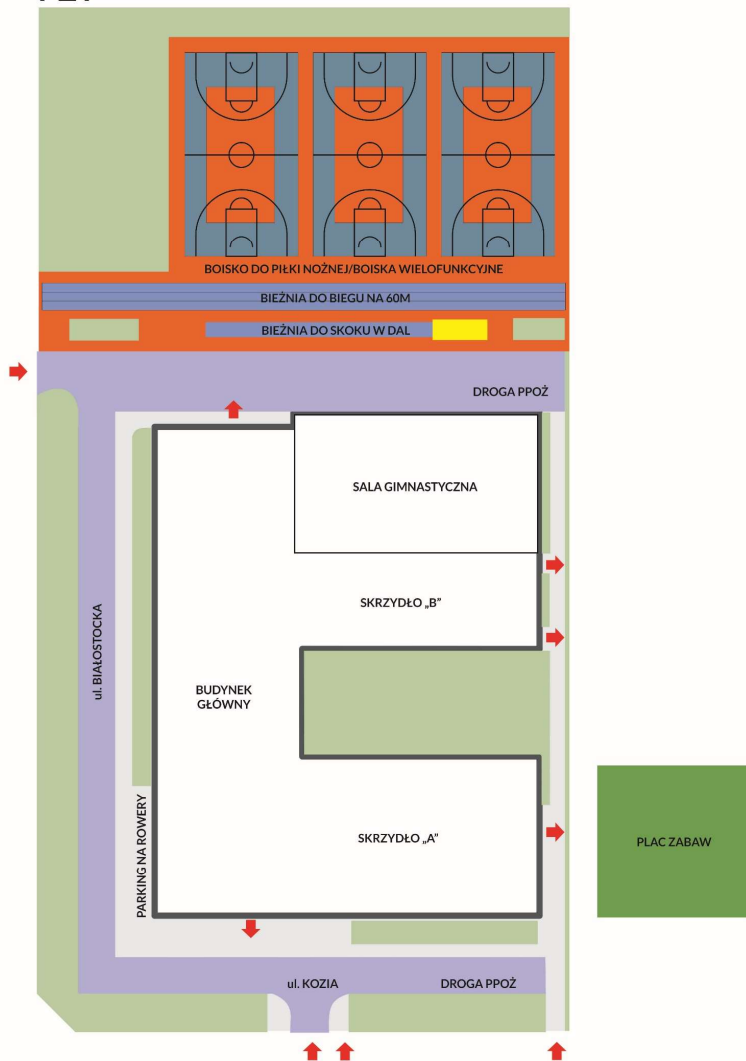 BOISKO DO PIŁKI NOŻNEJ/BOISKA WIELOFUNKCYJNE
BIEŻNIA DO BIEGU NA 60M
BIEŻNIA DO SKOKU W DAL
DROGA PPOŻ
SALA GIMNASTYCZNA
SKRZYDŁO „B”
ul. BIAŁOSTOCKA
BUDYNEK
GŁÓWNY
PARKING NA ROWERY
SKRZYDŁO „A”
PLAC ZABAW
ul. KOZIA
DROGA PPOŻ